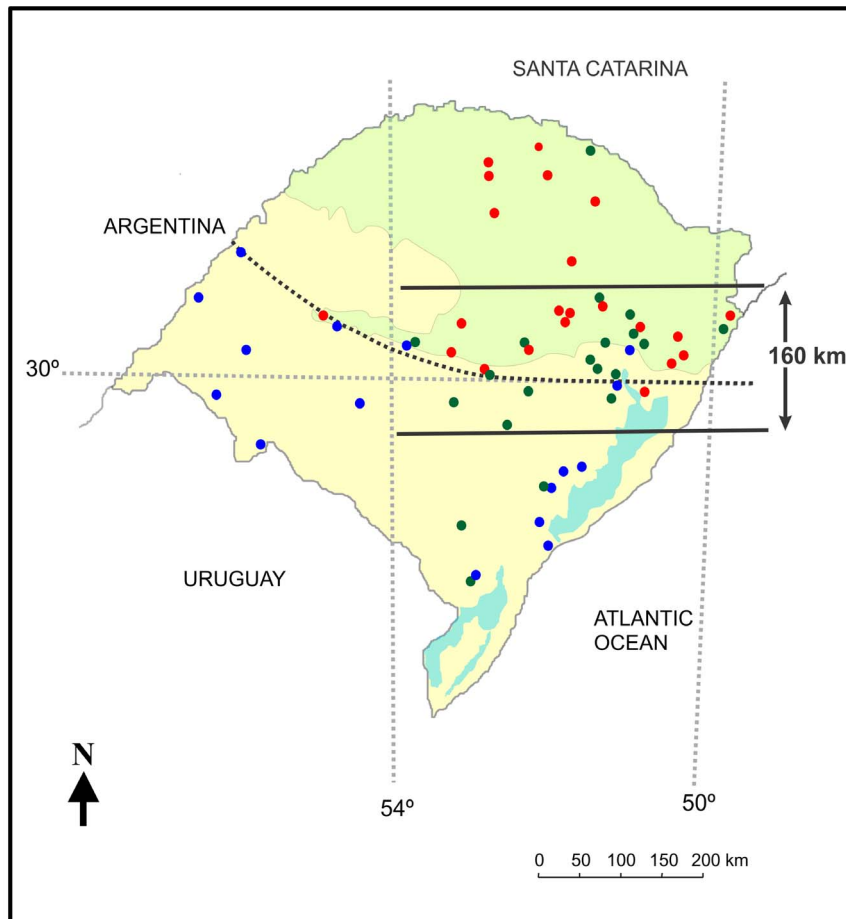 SANTA CATARINA
ARGENTINA
160 km
30º
URUGUAY
ATLANTIC
OCEAN
N
54º
50º
0 50 100 150 200 km